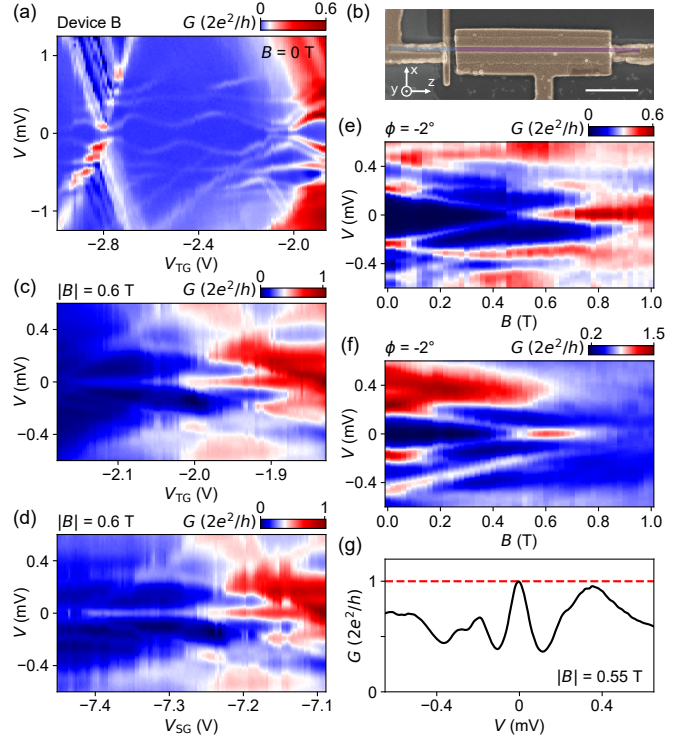 (a)
Device B
G (2e²/h)
0
0.6
B = 0 T
V (mV)
1
0
−1
−2.8
−2.4
−2.0
V_TG (V)
(b)
x
y
z
(c)
|B| = 0.6 T
G (2e²/h)
0
1
V (mV)
0.4
0
−0.4
−2.1
−2.0
−1.9
V_TG (V)
(d)
|B| = 0.6 T
G (2e²/h)
0
1
V (mV)
0.4
0
−0.4
−7.4
−7.3
−7.2
−7.1
V_SG (V)
(e)
ϕ = -2°
G (2e²/h)
0
0.6
V (mV)
0.4
0
−0.4
0.0
0.2
0.4
0.6
0.8
1.0
B (T)
(f)
ϕ = -2°
G (2e²/h)
0.2
1.5
V (mV)
0.4
0
−0.4
0.0
0.2
0.4
0.6
0.8
1.0
B (T)
(g)
G (2e²/h)
1
0
|B| = 0.55 T
−0.4
0
0.4
V (mV)